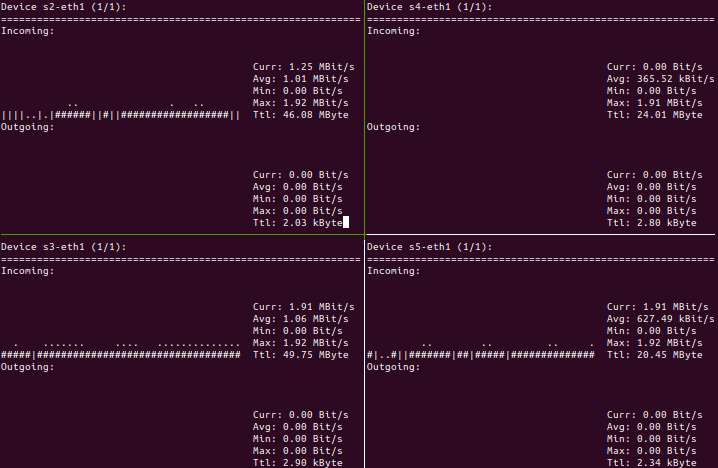 Device s2-eth1 (1/1):
============================================================
Incoming:
Curr: 1.25 MBit/s
Avg: 1.01 MBit/s
Min: 0.00 Bit/s
.. . .. Max: 1.92 MBit/s
||||..|.|######||#||##################|| Ttl: 46.08 MByte
Outgoing:
Curr: 0.00 Bit/s
Avg: 0.00 Bit/s
Min: 0.00 Bit/s
Max: 0.00 Bit/s
Ttl: 2.03 kByte
Device s4-eth1 (1/1):
==========================================================
Incoming:
Curr: 0.00 Bit/s
Avg: 365.52 kBit/s
Min: 0.00 Bit/s
Max: 1.91 MBit/s
Ttl: 24.01 MByte
Outgoing:
Curr: 0.00 Bit/s
Avg: 0.00 Bit/s
Min: 0.00 Bit/s
Max: 0.00 Bit/s
Ttl: 2.80 kByte
Device s3-eth1 (1/1):
============================================================
Incoming:
Curr: 1.91 MBit/s
Avg: 1.06 MBit/s
Min: 0.00 Bit/s
. ....... .... .............. Max: 1.92 MBit/s
#####|################################## Ttl: 49.75 MByte
Outgoing:
Curr: 0.00 Bit/s
Avg: 0.00 Bit/s
Min: 0.00 Bit/s
Max: 0.00 Bit/s
Ttl: 2.90 kByte
Device s5-eth1 (1/1):
==========================================================
Incoming:
Curr: 1.91 MBit/s
Avg: 627.49 kBit/s
Min: 0.00 Bit/s
.. .. .. . Max: 1.92 MBit/s
#|..#||#######|##|#####|############## Ttl: 20.45 MByte
Outgoing:
Curr: 0.00 Bit/s
Avg: 0.00 Bit/s
Min: 0.00 Bit/s
Max: 0.00 Bit/s
Ttl: 2.34 kByte